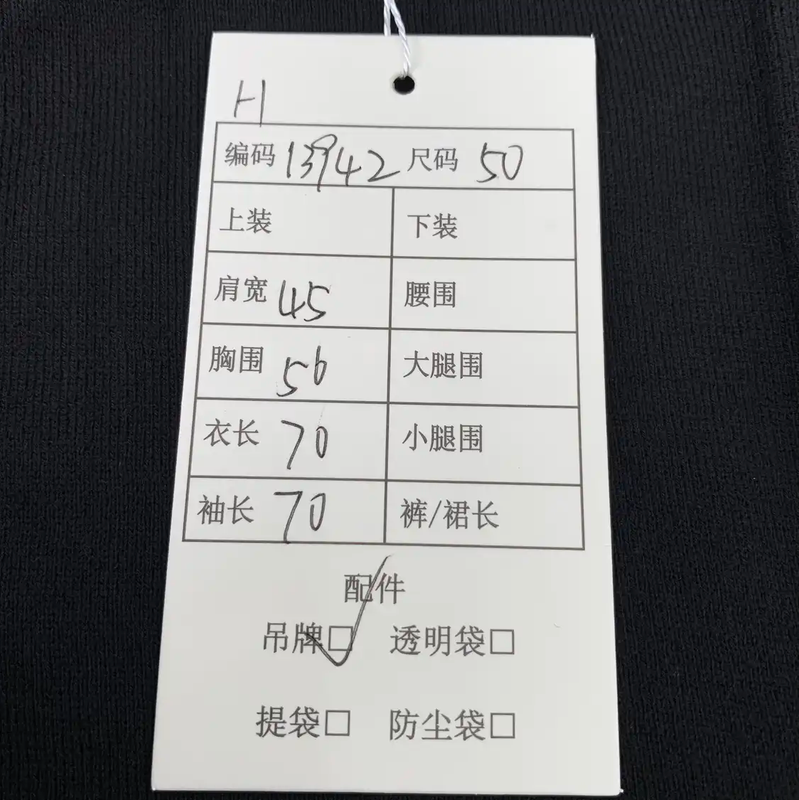 H
编码 13942 尺码 50
上装 下装
肩宽 45 腰围
胸围 56 大腿围
衣长 70 小腿围
袖长 70 裤/裙长
配件
吊牌☑ 透明袋□
提袋□ 防尘袋□